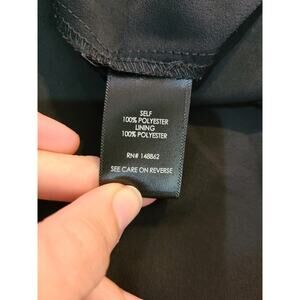 SELF
100% POLYESTER
LINING
100% POLYESTER
RN# 148862
SEE CARE ON REVERSE